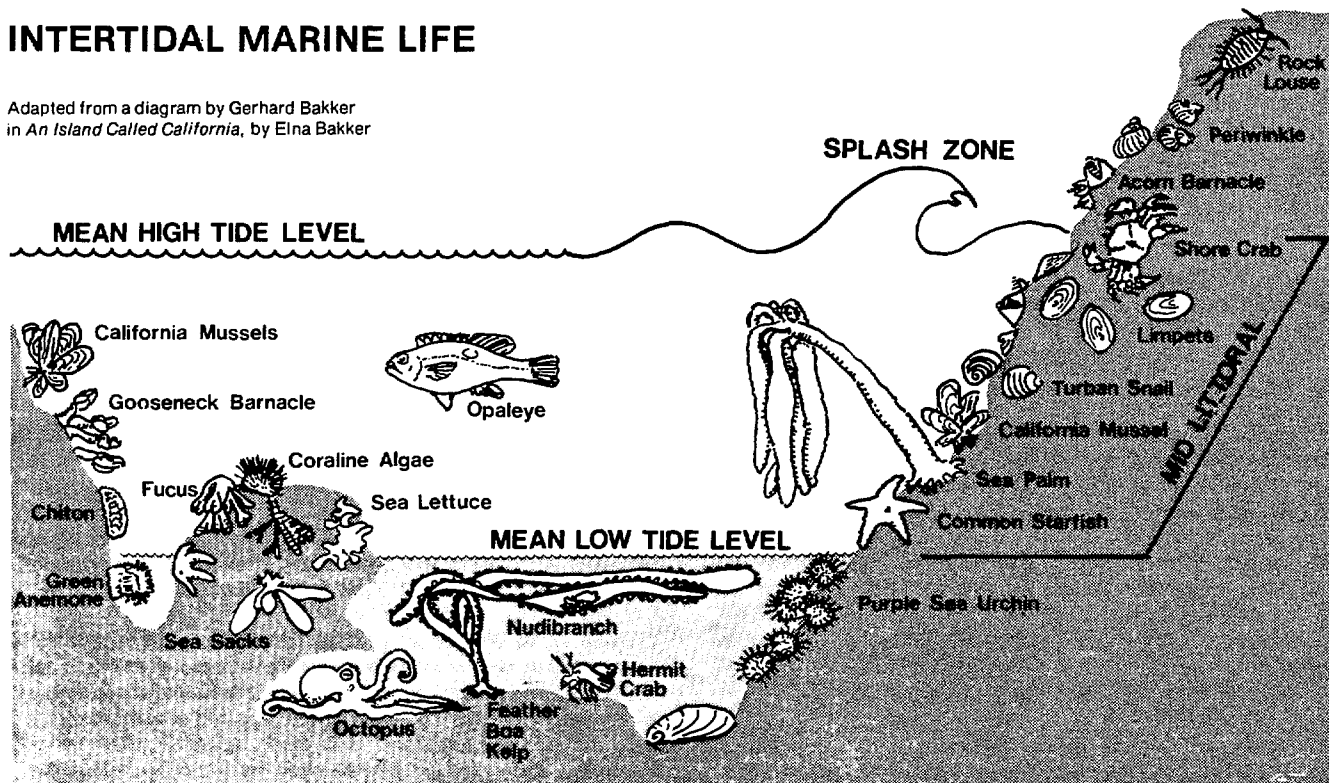 INTERTIDAL MARINE LIFE
Adapted from a diagram by Gerhard Bakker
in An Island Called California, by Elna Bakker
Rock
Louse
Periwinkle
SPLASH ZONE
Acorn Barnacle
MEAN HIGH TIDE LEVEL
Shore Crab
California Mussels
Limpets
Gooseneck Barnacle
Opaleye
Turban Snail
California Mussel
MID LITTORAL
Coraline Algae
Fucus
Sea Lettuce
Sea Palm
Chiton
Common Starfish
MEAN LOW TIDE LEVEL
Green
Anemone
Purple Sea Urchin
Nudibranch
Sea Sacks
Hermit
Crab
Octopus
Feather
Boa
Kelp